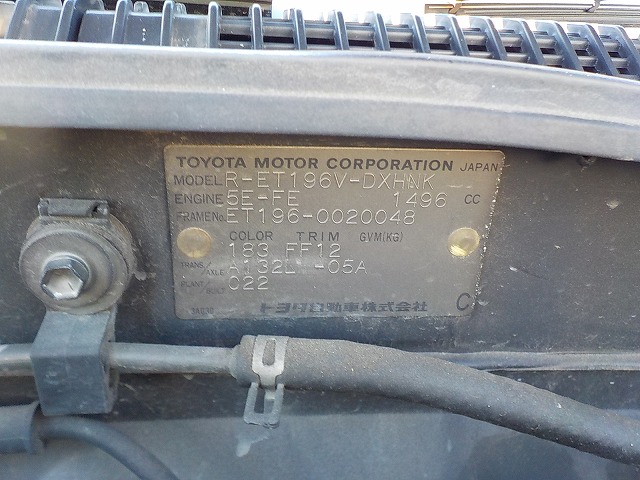 TOYOTA MOTOR CORPORATION JAPAN
MODEL R-ET196V-DXHNK
ENGINE 5E-FE 1496 CC
FRAME No. ET196-0020048
COLOR TRIM GVM(KG)
183 FF12
TRANS./AXLE A132L -05A
PLANT/ 022
トヨタ自動車株式会社 C